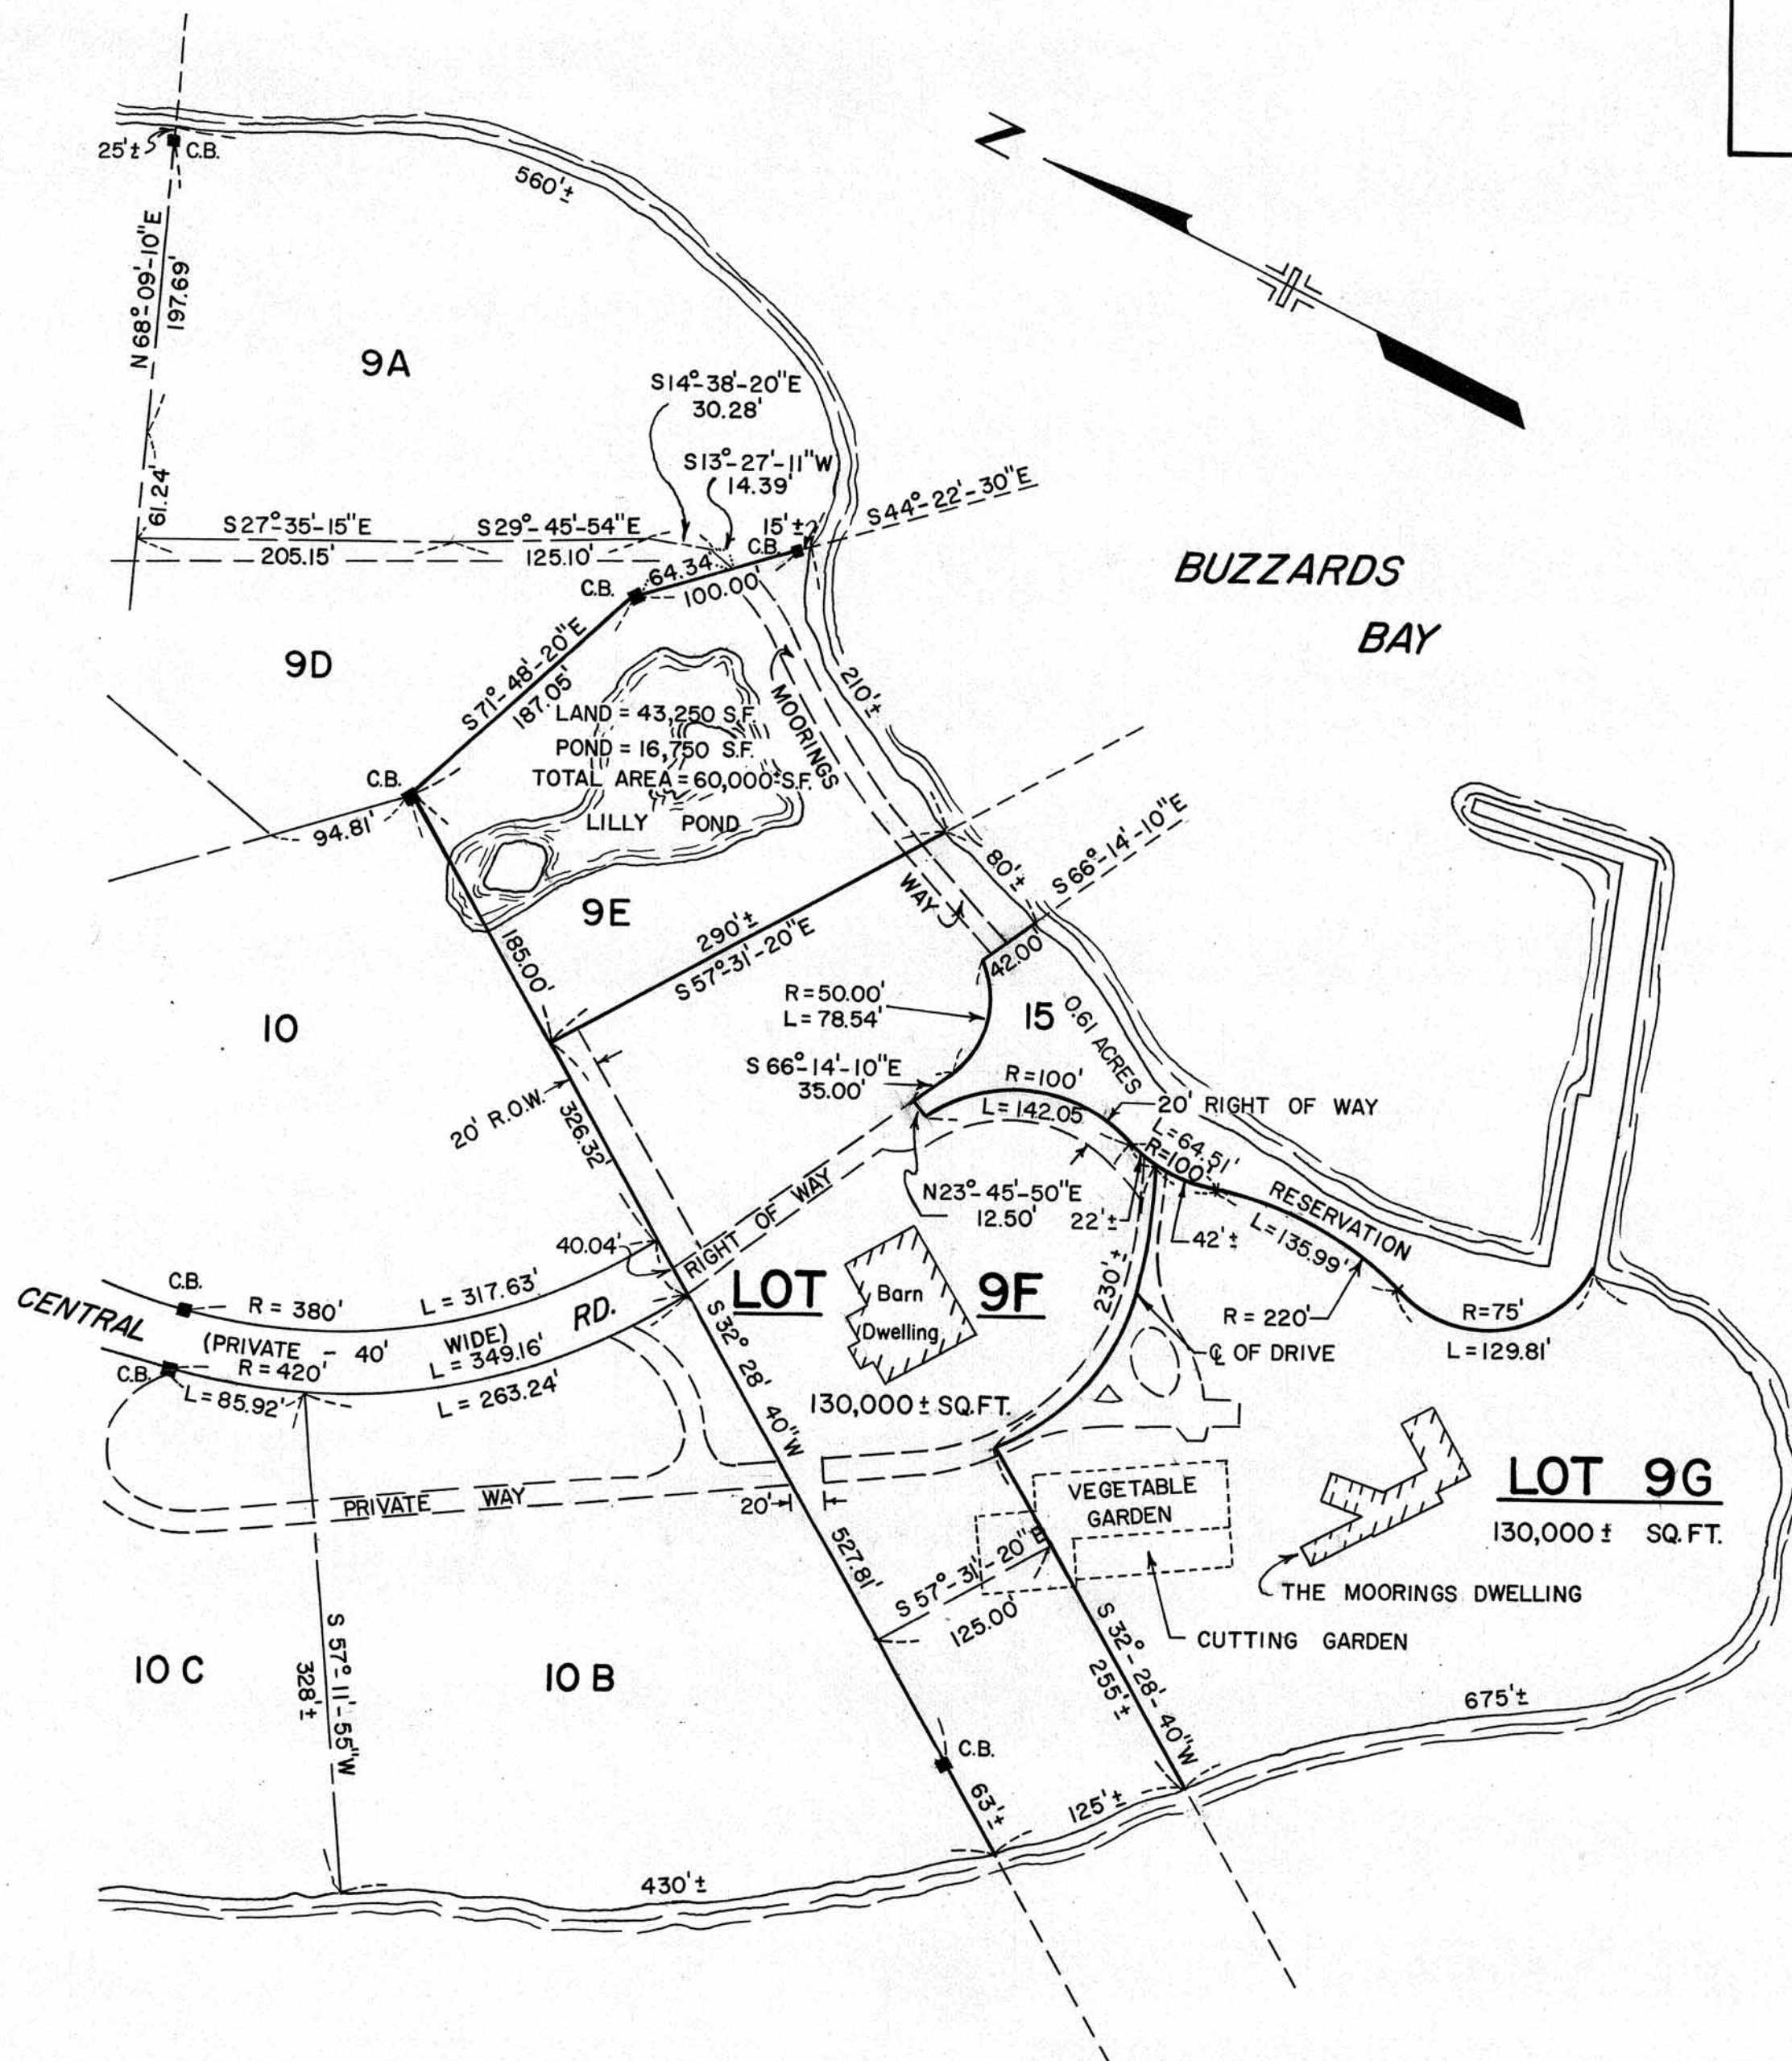 25'±
C.B.
560'±
N
N68°-09'-10"E
197.69'
9A
61.24'
S14°-38'-20"E
30.28'
S13°-27'-11"W
14.39'
S27°-35'-15"E
205.15'
S29°-45'-54"E
125.10'
15'±
C.B.
S44°-22'-30"E
64.34'
100.00'
C.B.
BUZZARDS
BAY
9D
S71°-48'-20"E
187.05'
LAND = 43,250 S.F.
POND = 16,750 S.F.
TOTAL AREA = 60,000±S.F.
LILLY POND
MOORINGS
WAY
210'±
C.B.
94.81'
80'±
S66°-14'-10"E
42.00'
9E
185.00'
290'±
S57°-31'-20"E
10
R=50.00'
L=78.54'
15
0.61 ACRES
S 66°-14'-10"E
35.00'
R=100'
L=142.05
20' RIGHT OF WAY
L=64.51'
R=100'
20' R.O.W.
326.32'
RIGHT OF WAY
N23°-45'-50"E
12.50'
22'±
42'±
RESERVATION
L=135.99'
R = 220'
40.04'
C.B.
R = 380'
L = 317.63'
CENTRAL RD.
(PRIVATE - 40' WIDE)
C.B.
R = 420'
L = 349.16'
L=85.92'
L = 263.24'
LOT 9F
Barn
Dwelling
130,000± SQ.FT.
230'±
℄ OF DRIVE
R=75'
L=129.81'
S 32° 28' 40"W
PRIVATE WAY
20'
527.81'
VEGETABLE
GARDEN
LOT 9G
130,000± SQ.FT.
THE MOORINGS DWELLING
CUTTING GARDEN
S 57°-31'-20"E
125.00'
S 32°-28'-40"W
255'±
10 C
S 57°-11'-55"W
328'±
10 B
675'±
C.B.
63'±
125'±
430'±